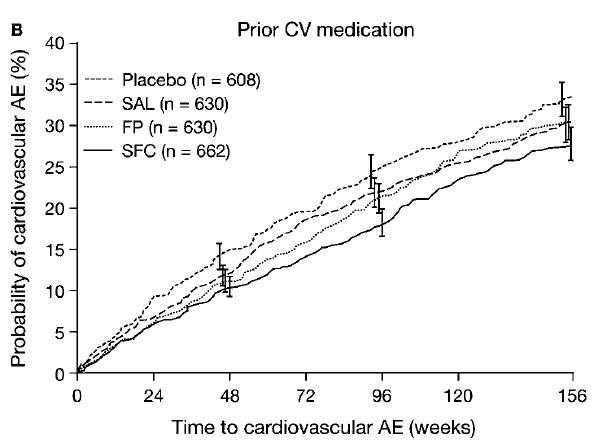 B
Prior CV medication
Probability of cardiovascular AE (%)
40
35
30
25
20
15
10
5
0
Placebo (n = 608)
SAL (n = 630)
FP (n = 630)
SFC (n = 662)
0 24 48 72 96 120 156
Time to cardiovascular AE (weeks)